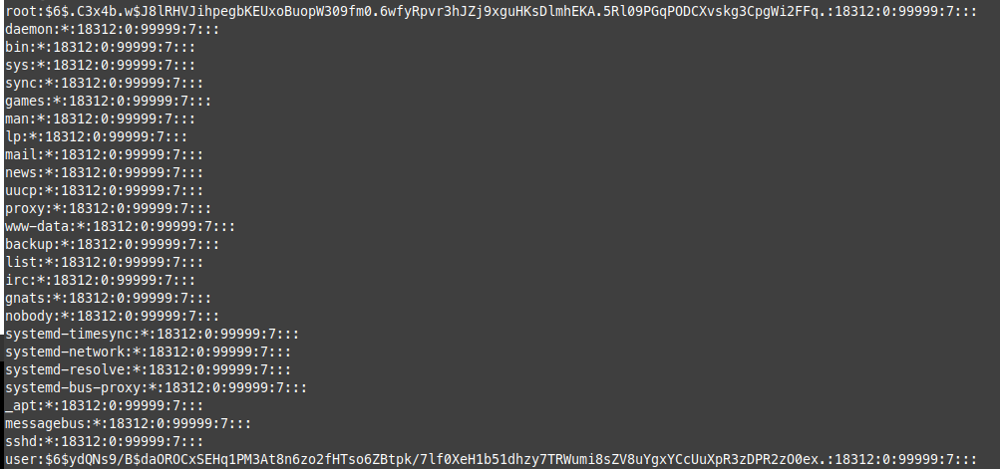 root:$6$.C3x4b.w$J8lRHVJihpegbKEUxoBuopW309fm0.6wfyRpvr3hJZj9xguHKsDlmhEKA.5Rl09PGqPODCXvskg3CpgWi2FFq.:18312:0:99999:7:::
daemon:*:18312:0:99999:7:::
bin:*:18312:0:99999:7:::
sys:*:18312:0:99999:7:::
sync:*:18312:0:99999:7:::
games:*:18312:0:99999:7:::
man:*:18312:0:99999:7:::
lp:*:18312:0:99999:7:::
mail:*:18312:0:99999:7:::
news:*:18312:0:99999:7:::
uucp:*:18312:0:99999:7:::
proxy:*:18312:0:99999:7:::
www-data:*:18312:0:99999:7:::
backup:*:18312:0:99999:7:::
list:*:18312:0:99999:7:::
irc:*:18312:0:99999:7:::
gnats:*:18312:0:99999:7:::
nobody:*:18312:0:99999:7:::
systemd-timesync:*:18312:0:99999:7:::
systemd-network:*:18312:0:99999:7:::
systemd-resolve:*:18312:0:99999:7:::
systemd-bus-proxy:*:18312:0:99999:7:::
_apt:*:18312:0:99999:7:::
messagebus:*:18312:0:99999:7:::
sshd:*:18312:0:99999:7:::
user:$6$ydQNs9/B$daOROCxSEHq1PM3At8n6zo2fHTso6ZBtpk/7lf0XeH1b51dhzy7TRWumi8sZV8uYgxYCcUuXpR3zDPR2zO0ex.:18312:0:99999:7:::